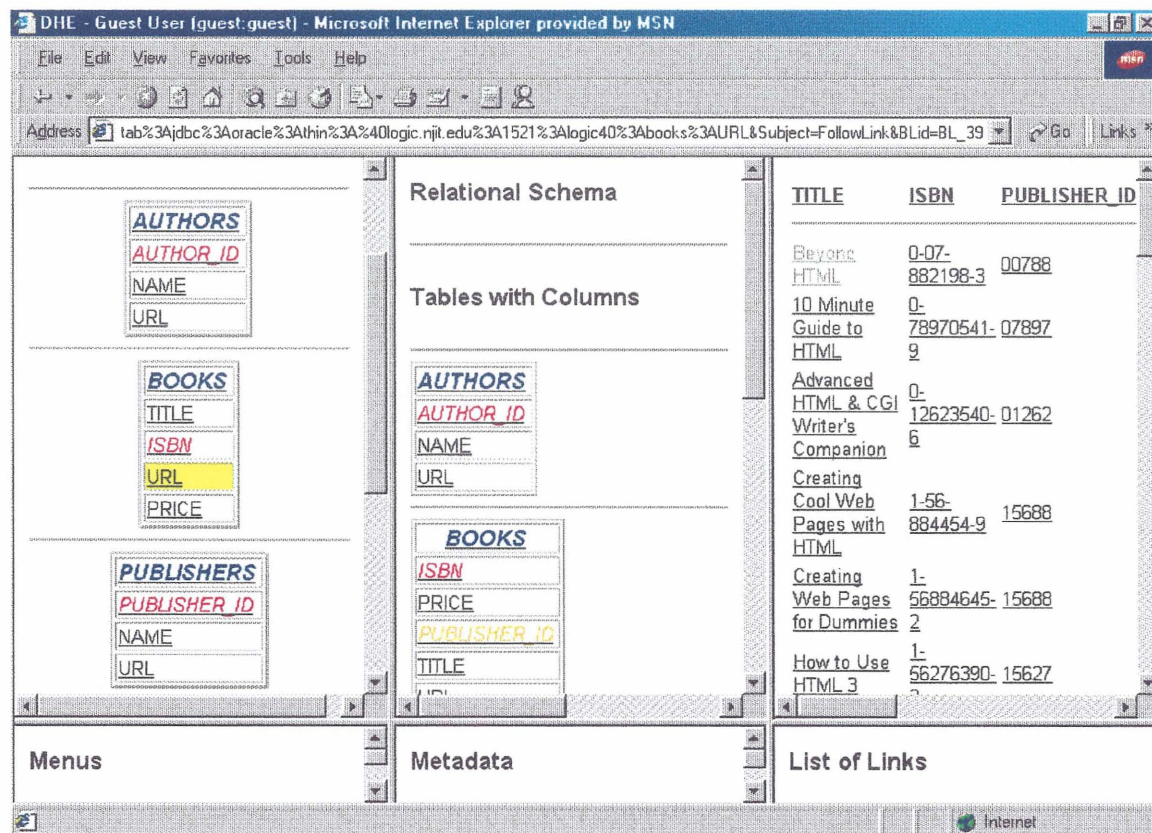 DHE - Guest User (guest:guest) - Microsoft Internet Explorer provided by MSN
File Edit View Favorites Tools Help
msn
Address tab%3Ajdbc%3Aoracle%3Athin%3A%40logic.njit.edu%3A1521%3Alogic40%3Abooks%3AURL&Subject=FollowLink&BLid=BL_39 Go Links »
AUTHORS
AUTHOR_ID
NAME
URL
BOOKS
TITLE
ISBN
URL
PRICE
PUBLISHERS
PUBLISHER_ID
NAME
URL
Relational Schema
Tables with Columns
AUTHORS
AUTHOR_ID
NAME
URL
BOOKS
ISBN
PRICE
PUBLISHER_ID
TITLE
URL
TITLE ISBN PUBLISHER_ID
Beyond 0-07-
HTML 882198-3 00788
10 Minute 0-
Guide to 78970541- 07897
HTML 9
Advanced
HTML & CGI 0-
Writer's 12623540- 01262
Companion 6
Creating
Cool Web 1-56-
Pages with 884454-9 15688
HTML
Creating 1-
Web Pages 56884645- 15688
for Dummies 2
How to Use 1-
HTML 3 56276390- 15627
Menus
Metadata
List of Links
Internet